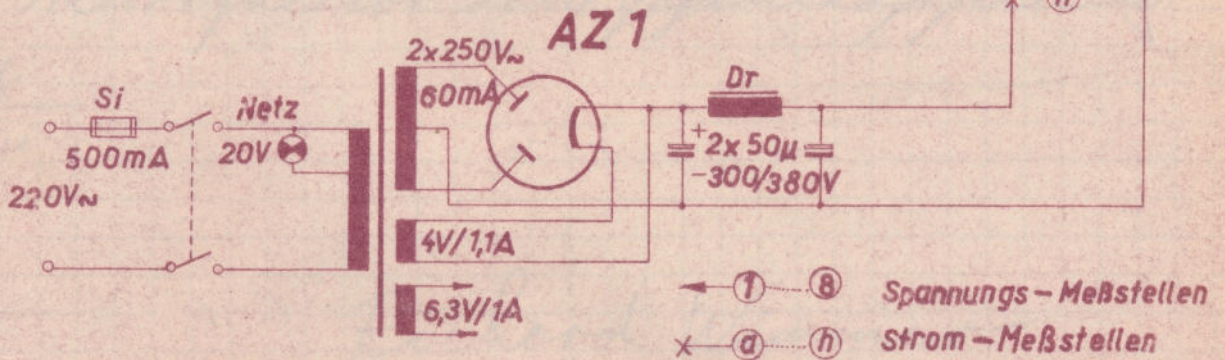 AZ 1
h
2x250V~
60mA
Si
500mA
Netz
20V
220V~
Dr
+
2x 50µ
-300/380V
4V/1,1A
6,3V/1A
1 8 Spannungs-Meßstellen
a h Strom-Meßstellen